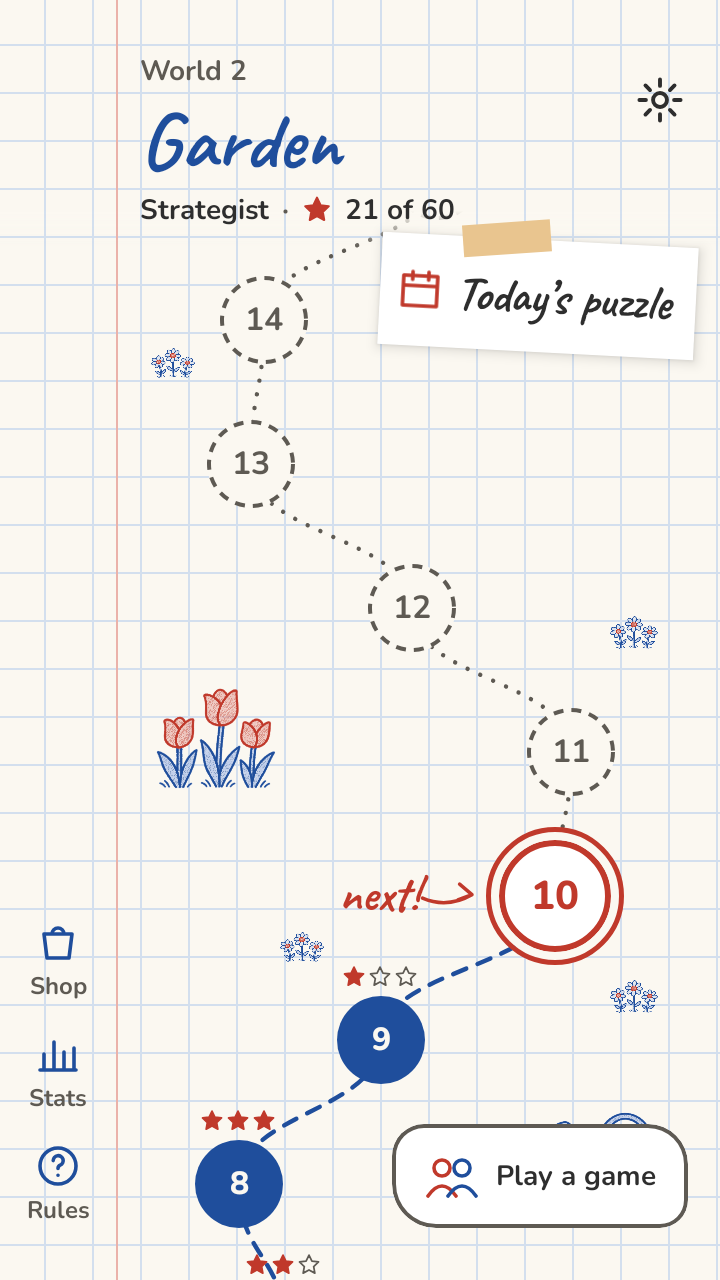 World 2
Garden
Strategist · ★ 21 of 60
Today's puzzle
14
13
12
11
next!
10
9
8
Shop
Stats
Rules
Play a game